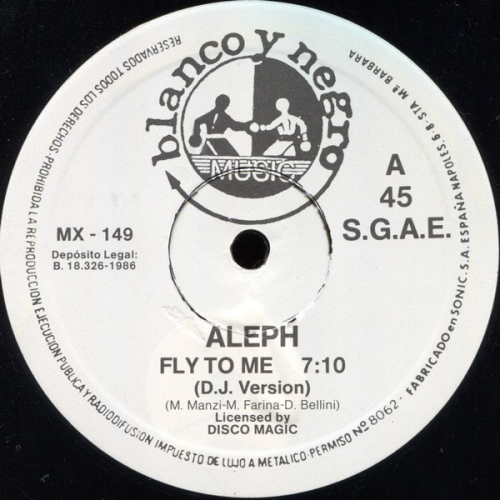 blanco y negro
MUSIC
A
45
S.G.A.E.
MX - 149
Depósito Legal:
B. 18.326-1986
ALEPH
FLY TO ME 7:10
(D.J. Version)
(M. Manzi-M. Farina-D. Bellini)
Licensed by
DISCO MAGIC
RESERVADOS TODOS LOS DERECHOS-PROHIBIDA LA REPRODUCCION EJECUCION PUBLICA Y RADIODIFUSION IMPUESTO DE LUJO A METALICO-PERMISO Nº 8062- FABRICADO en SONIC.S.A. ESPAÑA NAPOLES, 6-8-STA Mª BARBARA